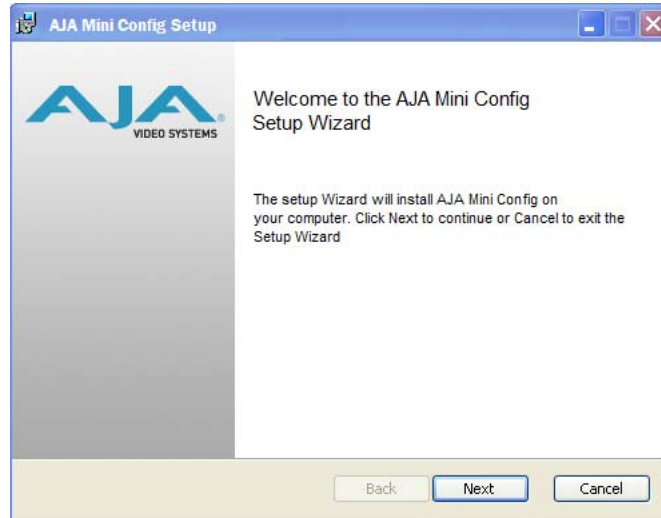 AJA Mini Config Setup
AJA®
VIDEO SYSTEMS
Welcome to the AJA Mini Config
Setup Wizard
The setup Wizard will install AJA Mini Config on
your computer. Click Next to continue or Cancel to exit the
Setup Wizard
Back
Next
Cancel